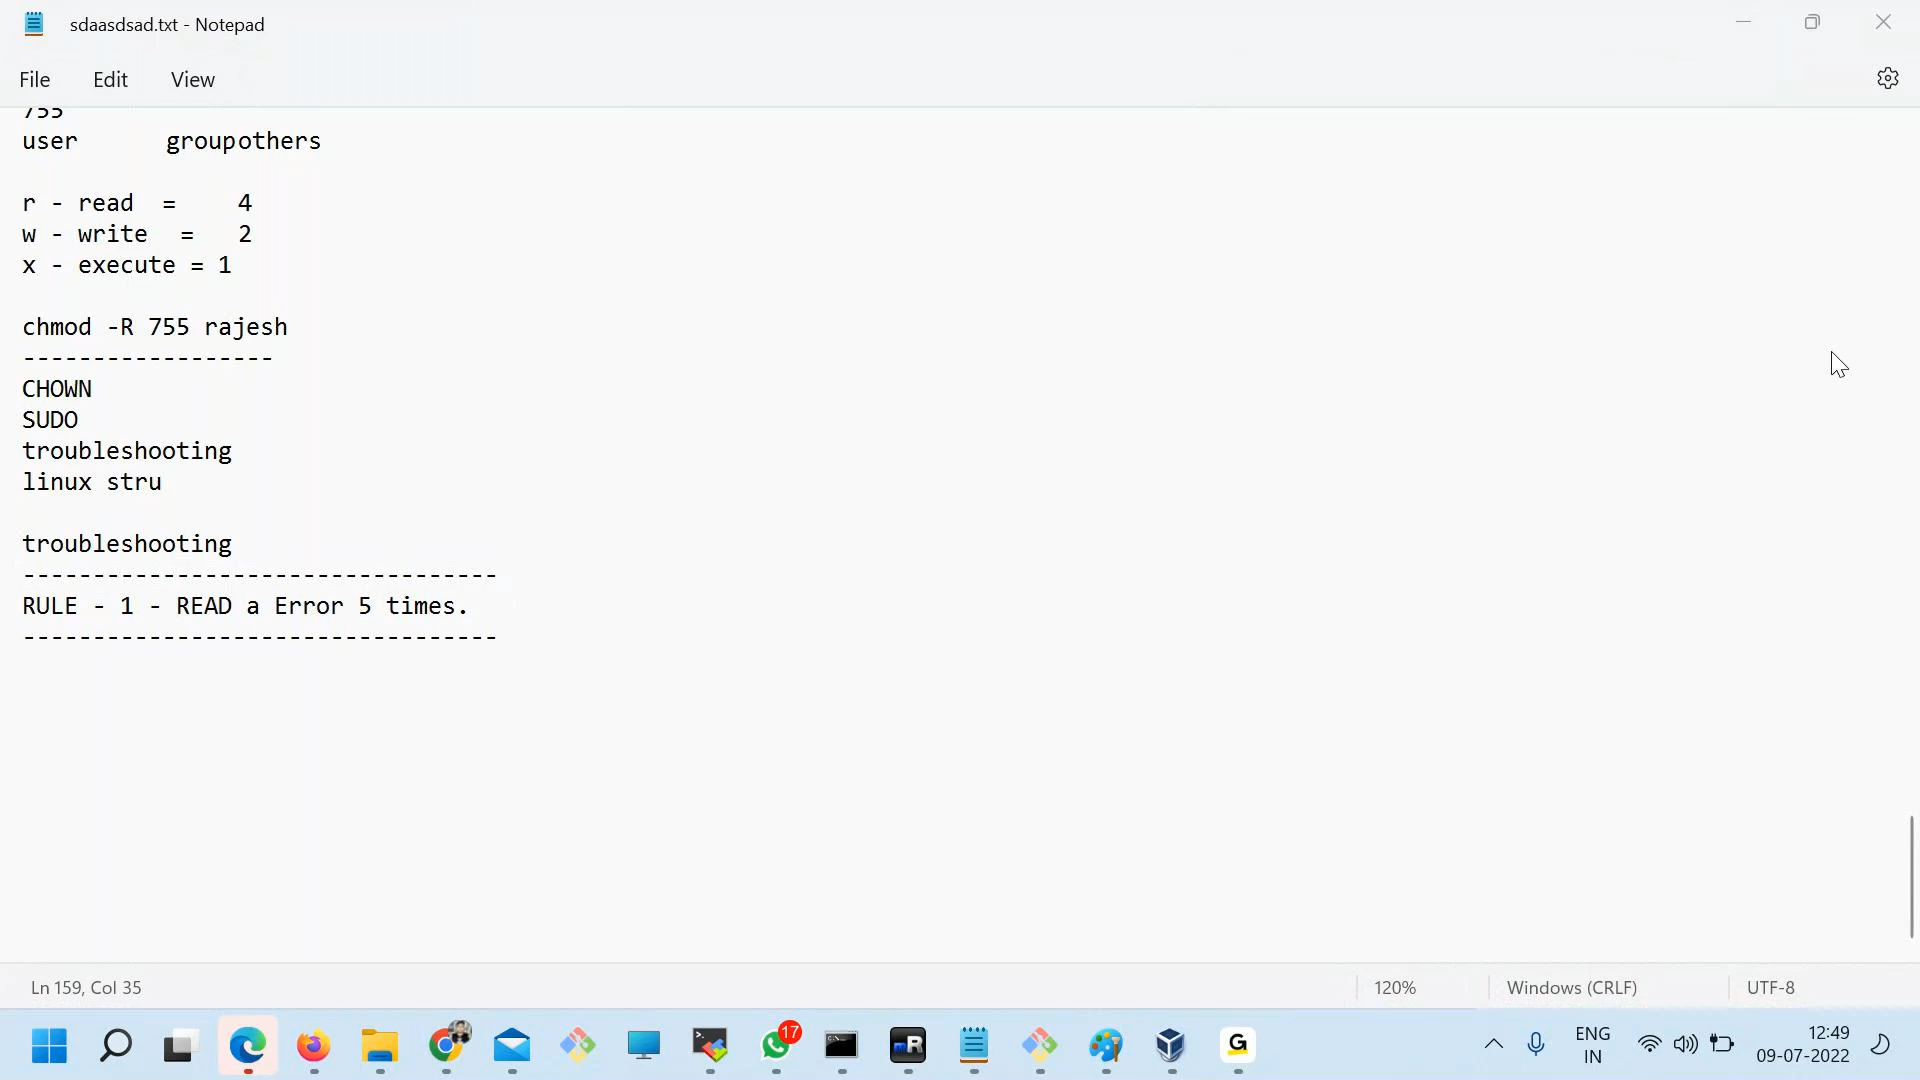 sdaasdsad.txt - Notepad
File Edit View
755
user groupothers
r - read = 4
w - write = 2
x - execute = 1
chmod -R 755 rajesh
------------------
CHOWN
SUDO
troubleshooting
linux stru
troubleshooting
----------------------------------
RULE - 1 - READ a Error 5 times.
----------------------------------
Ln 159, Col 35 120% Windows (CRLF) UTF-8
17
mR
G
ENG
IN
12:49
09-07-2022